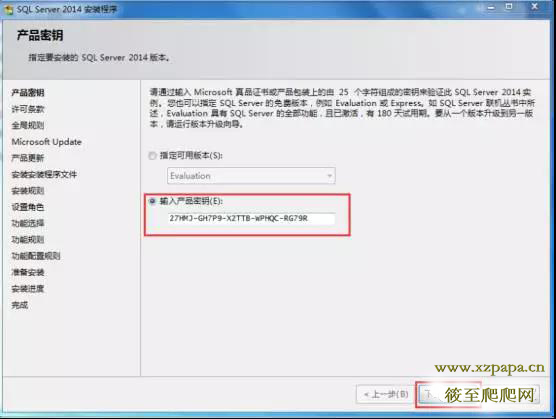 SQL Server 2014 安装程序
产品密钥
指定要安装的 SQL Server 2014 版本。
产品密钥
许可条款
全局规则
Microsoft Update
产品更新
安装安装程序文件
安装规则
设置角色
功能选择
功能规则
功能配置规则
准备安装
安装进度
完成
请通过输入 Microsoft 真品证书或产品包装上的由 25 个字符组成的密钥来验证此 SQL Server 2014 实
例。您也可以指定 SQL Server 的免费版本，例如 Evaluation 或 Express。如 SQL Server 联机丛书中所
述，Evaluation 具有 SQL Server 的全部功能，且已激活，有 180 天试用期。要从一个版本升级到另一版
本，请运行版本升级向导。
指定可用版本(S):
Evaluation
输入产品密钥(E):
27HMJ-GH7P9-X2TTB-WPHQC-RG79R
< 上一步(B)
www.xzpapa.cn
筱至爬爬网